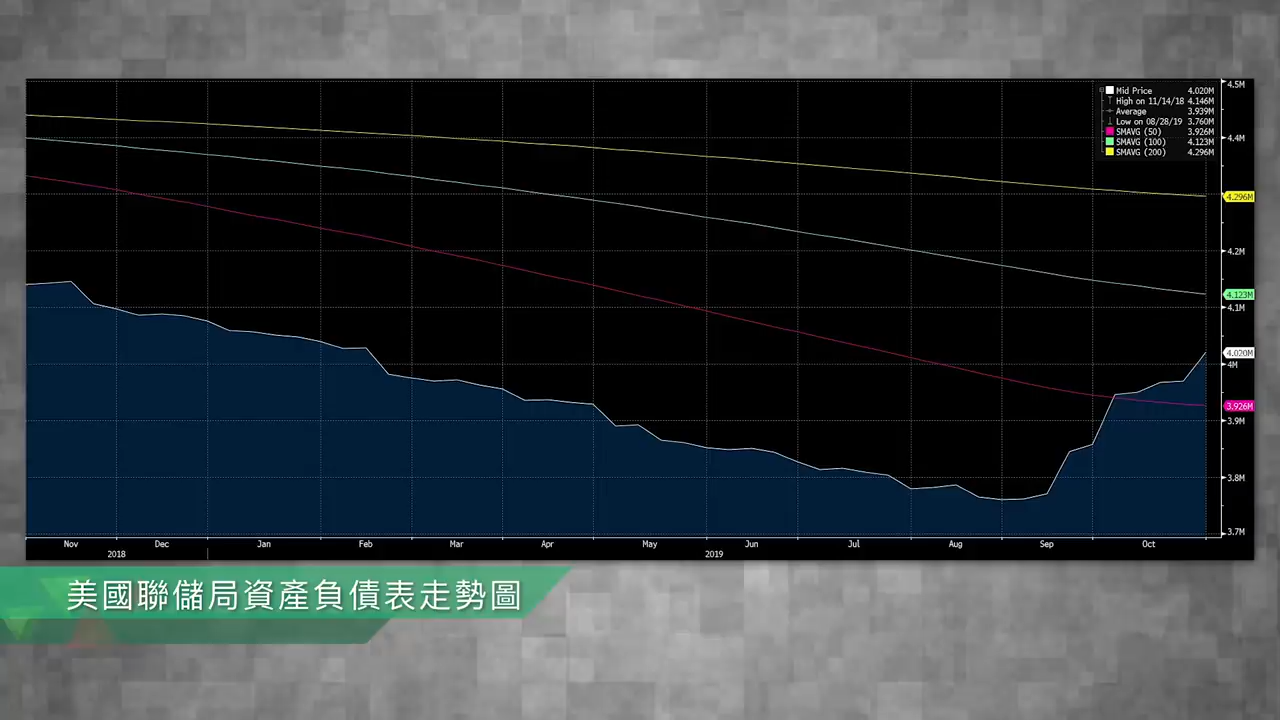 Mid Price 4.020M
High on 11/14/18 4.146M
Average 3.939M
Low on 08/28/19 3.760M
SMAVG (50) 3.926M
SMAVG (100) 4.123M
SMAVG (200) 4.296M
4.5M
4.4M
4.296M
4.2M
4.123M
4.1M
4.020M
4M
3.926M
3.9M
3.8M
3.7M
Nov Dec Jan Feb Mar Apr May Jun Jul Aug Sep Oct
2018 2019
美國聯儲局資產負債表走勢圖